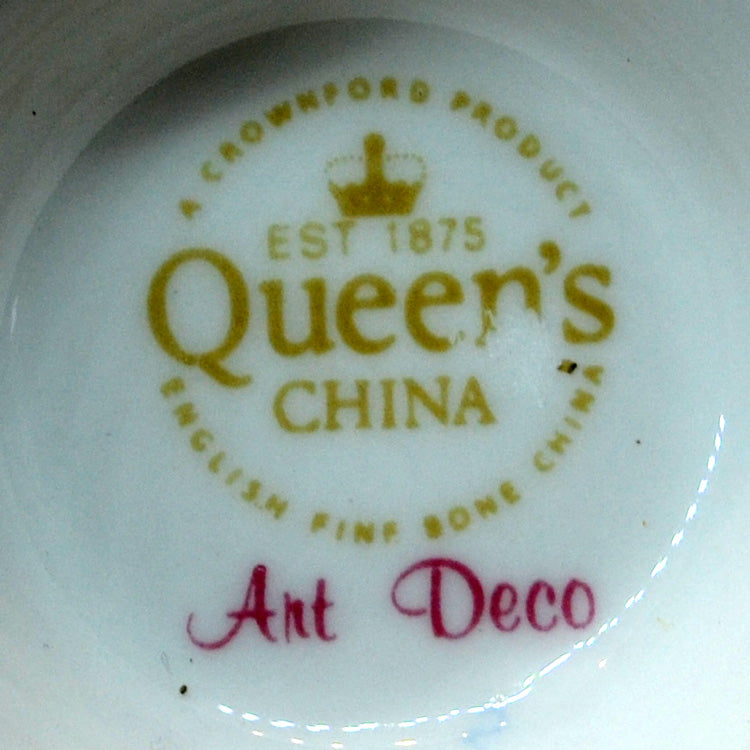 A CROWNFORD PRODUCT
EST 1875
Queen's
CHINA
ENGLISH FINE BONE CHINA
Art Deco